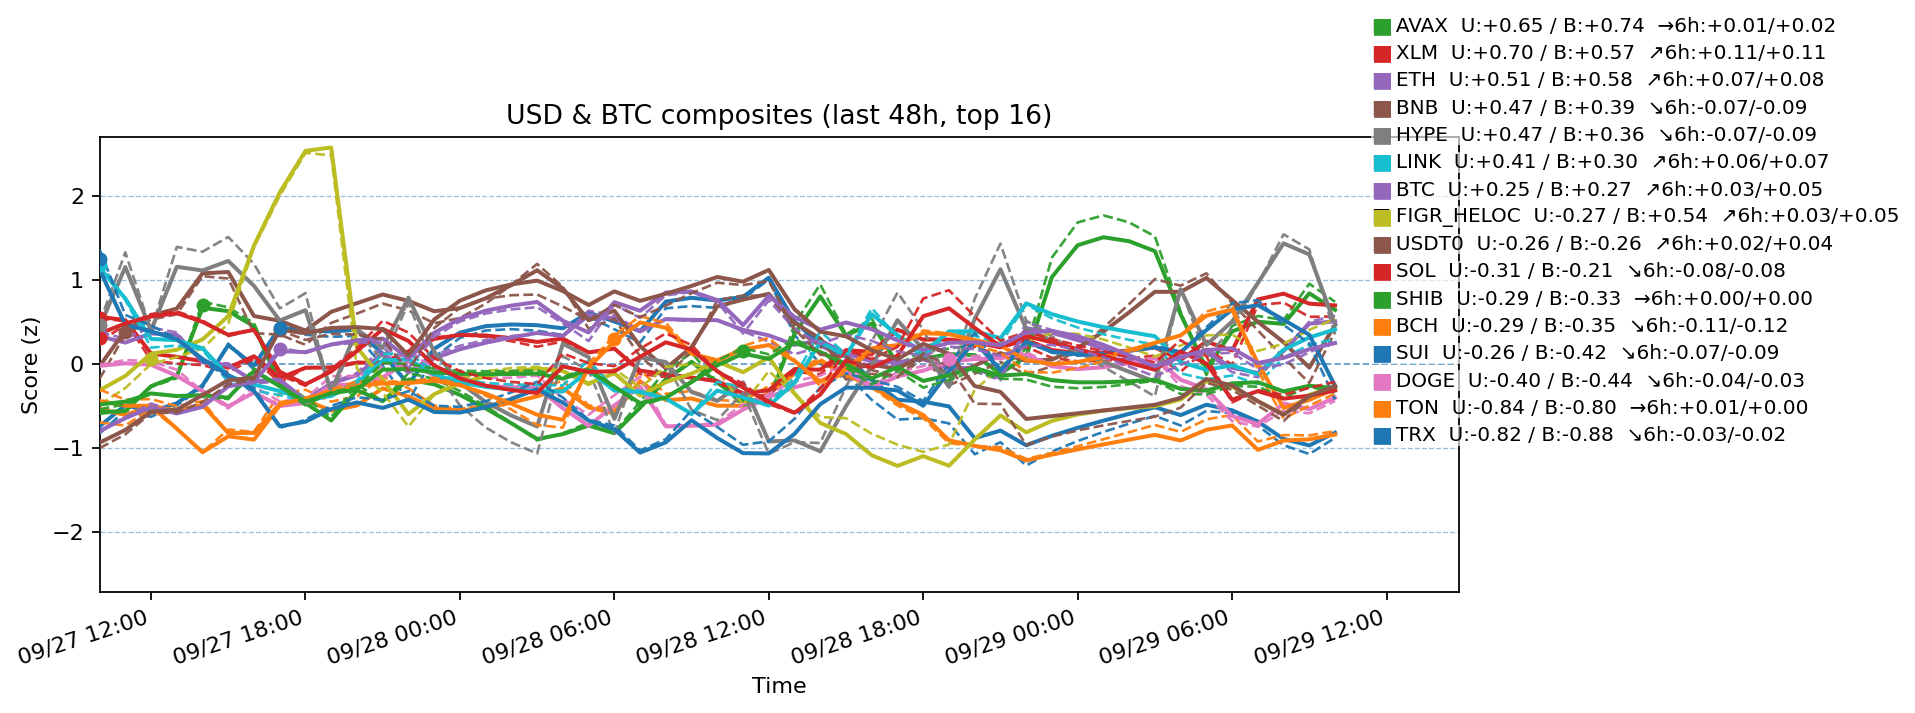 AVAX  U:+0.65 / B:+0.74  →6h:+0.01/+0.02
XLM  U:+0.70 / B:+0.57  ↗6h:+0.11/+0.11
ETH  U:+0.51 / B:+0.58  ↗6h:+0.07/+0.08
BNB  U:+0.47 / B:+0.39  ↘6h:-0.07/-0.09
HYPE  U:+0.47 / B:+0.36  ↘6h:-0.07/-0.09
LINK  U:+0.41 / B:+0.30  ↗6h:+0.06/+0.07
BTC  U:+0.25 / B:+0.27  ↗6h:+0.03/+0.05
FIGR_HELOC  U:-0.27 / B:+0.54  ↗6h:+0.03/+0.05
USDT0  U:-0.26 / B:-0.26  ↗6h:+0.02/+0.04
SOL  U:-0.31 / B:-0.21  ↘6h:-0.08/-0.08
SHIB  U:-0.29 / B:-0.33  →6h:+0.00/+0.00
BCH  U:-0.29 / B:-0.35  ↘6h:-0.11/-0.12
SUI  U:-0.26 / B:-0.42  ↘6h:-0.07/-0.09
DOGE  U:-0.40 / B:-0.44  ↘6h:-0.04/-0.03
TON  U:-0.84 / B:-0.80  →6h:+0.01/+0.00
TRX  U:-0.82 / B:-0.88  ↘6h:-0.03/-0.02
USD & BTC composites (last 48h, top 16)
Score (z)
2
1
0
−1
−2
09/27 12:00
09/27 18:00
09/28 00:00
09/28 06:00
09/28 12:00
09/28 18:00
09/29 00:00
09/29 06:00
09/29 12:00
Time